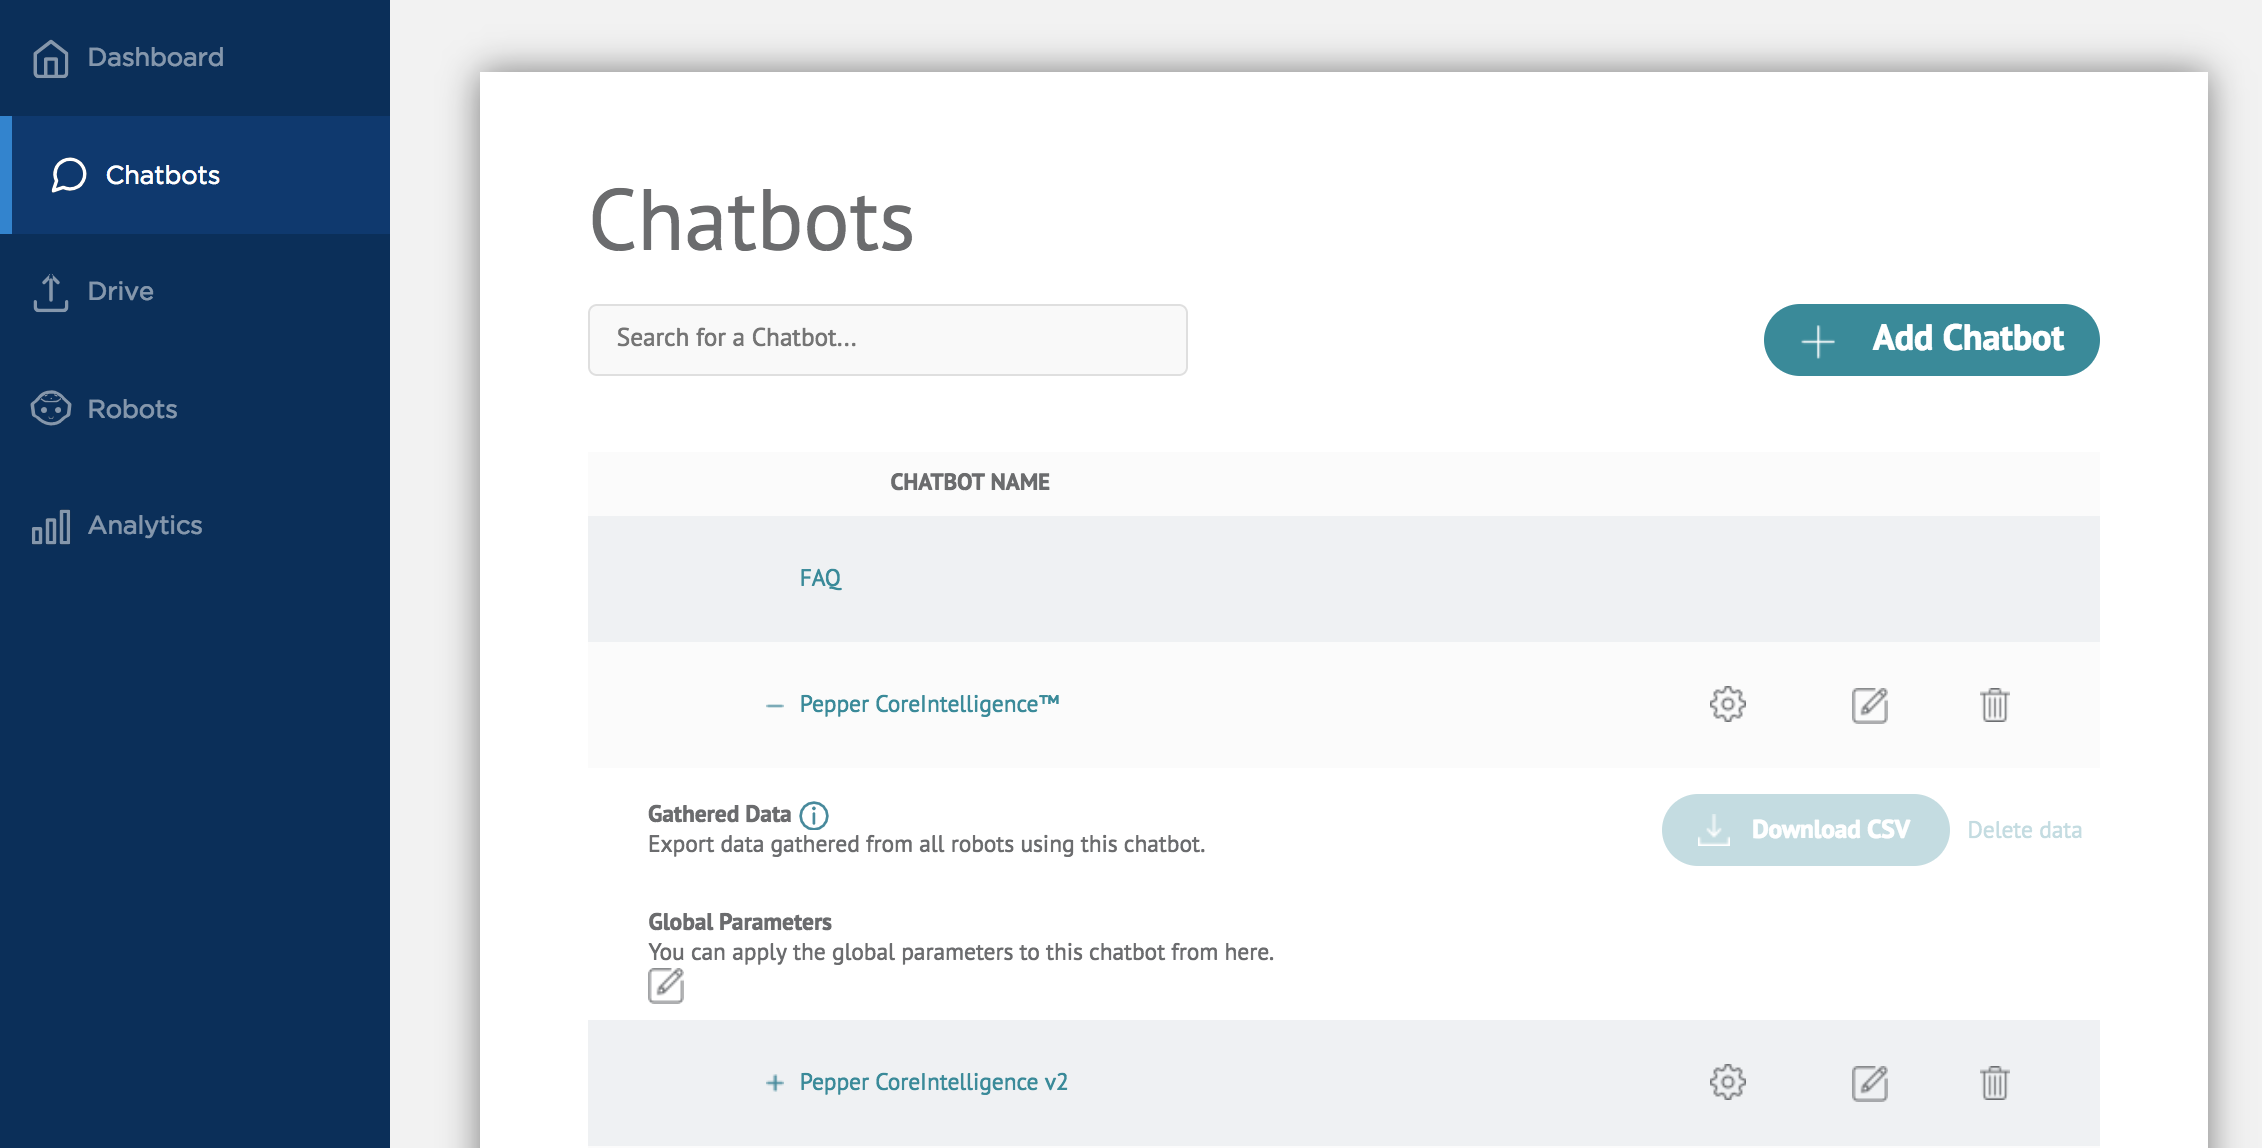 Dashboard
Chatbots
Drive
Robots
Analytics
Chatbots
Search for a Chatbot...
Add Chatbot
CHATBOT NAME
FAQ
Pepper CoreIntelligence™
Gathered Data
Export data gathered from all robots using this chatbot.
Download CSV
Delete data
Global Parameters
You can apply the global parameters to this chatbot from here.
Pepper CoreIntelligence v2